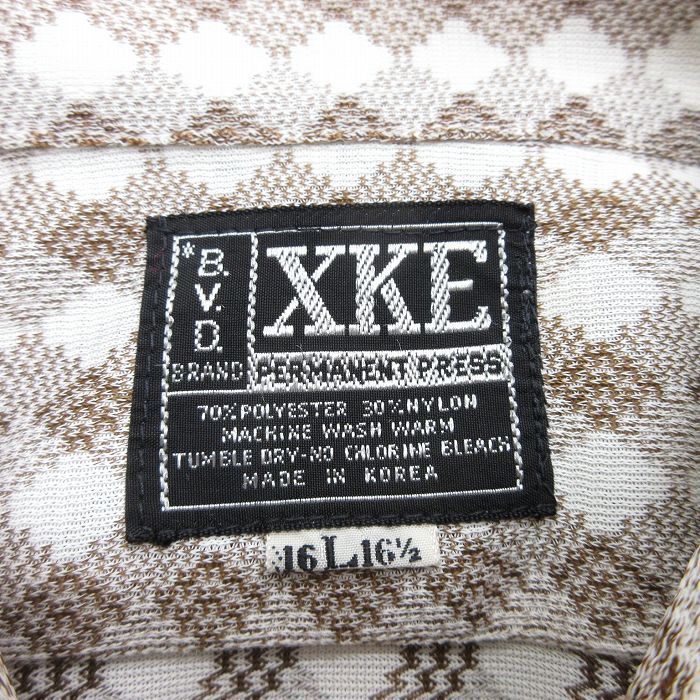 *B.
V.
D.
BRAND
XKE
PERMANENT PRESS
70% POLYESTER 30% NYLON
MACHINE WASH WARM
TUMBLE DRY-NO CHLORINE BLEACH
MADE IN KOREA
16 L 16½